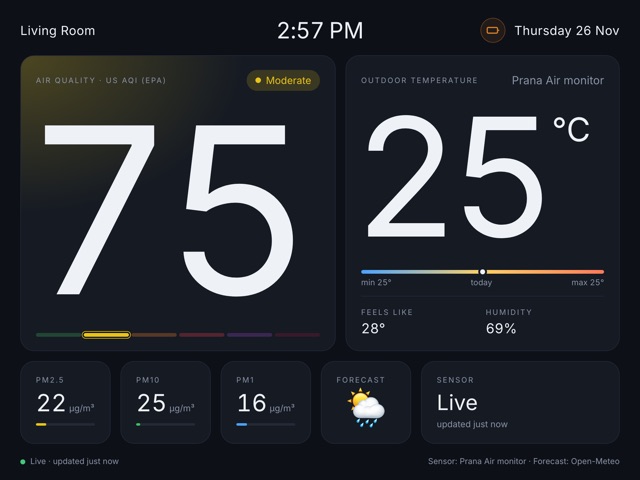 Living Room
2:57 PM
Thursday 26 Nov
AIR QUALITY · US AQI (EPA)
Moderate
75
OUTDOOR TEMPERATURE
Prana Air monitor
25 °C
min 25°
today
max 25°
FEELS LIKE
28°
HUMIDITY
69%
PM2.5
22 µg/m³
PM10
25 µg/m³
PM1
16 µg/m³
FORECAST
SENSOR
Live
updated just now
Live · updated just now
Sensor: Prana Air monitor · Forecast: Open-Meteo